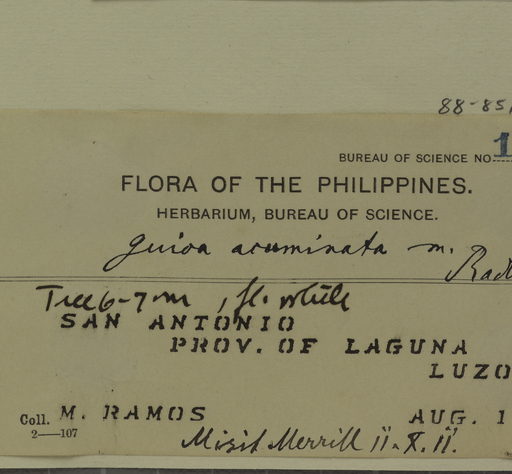 88-85
BUREAU OF SCIENCE NO. 1
FLORA OF THE PHILIPPINES.
HERBARIUM, BUREAU OF SCIENCE.
Guioa acuminata n. Radl
Tree 6-7 m, fl. white
SAN ANTONIO
PROV. OF LAGUNA
LUZO
Coll. M. RAMOS AUG. 1
2—107
Misit Merrill II. X. 11.